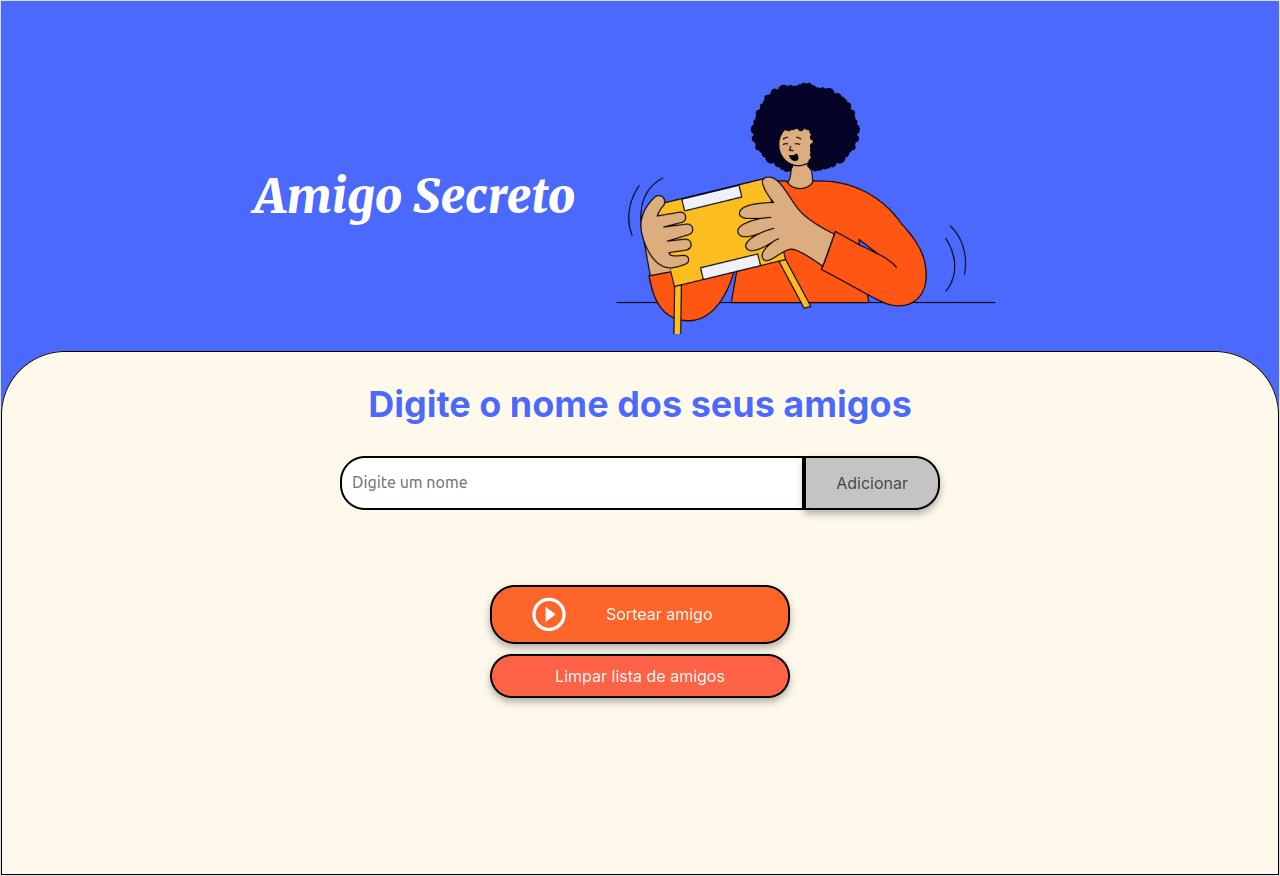 Amigo Secreto
Digite o nome dos seus amigos
Digite um nome
Adicionar
Sortear amigo
Limpar lista de amigos